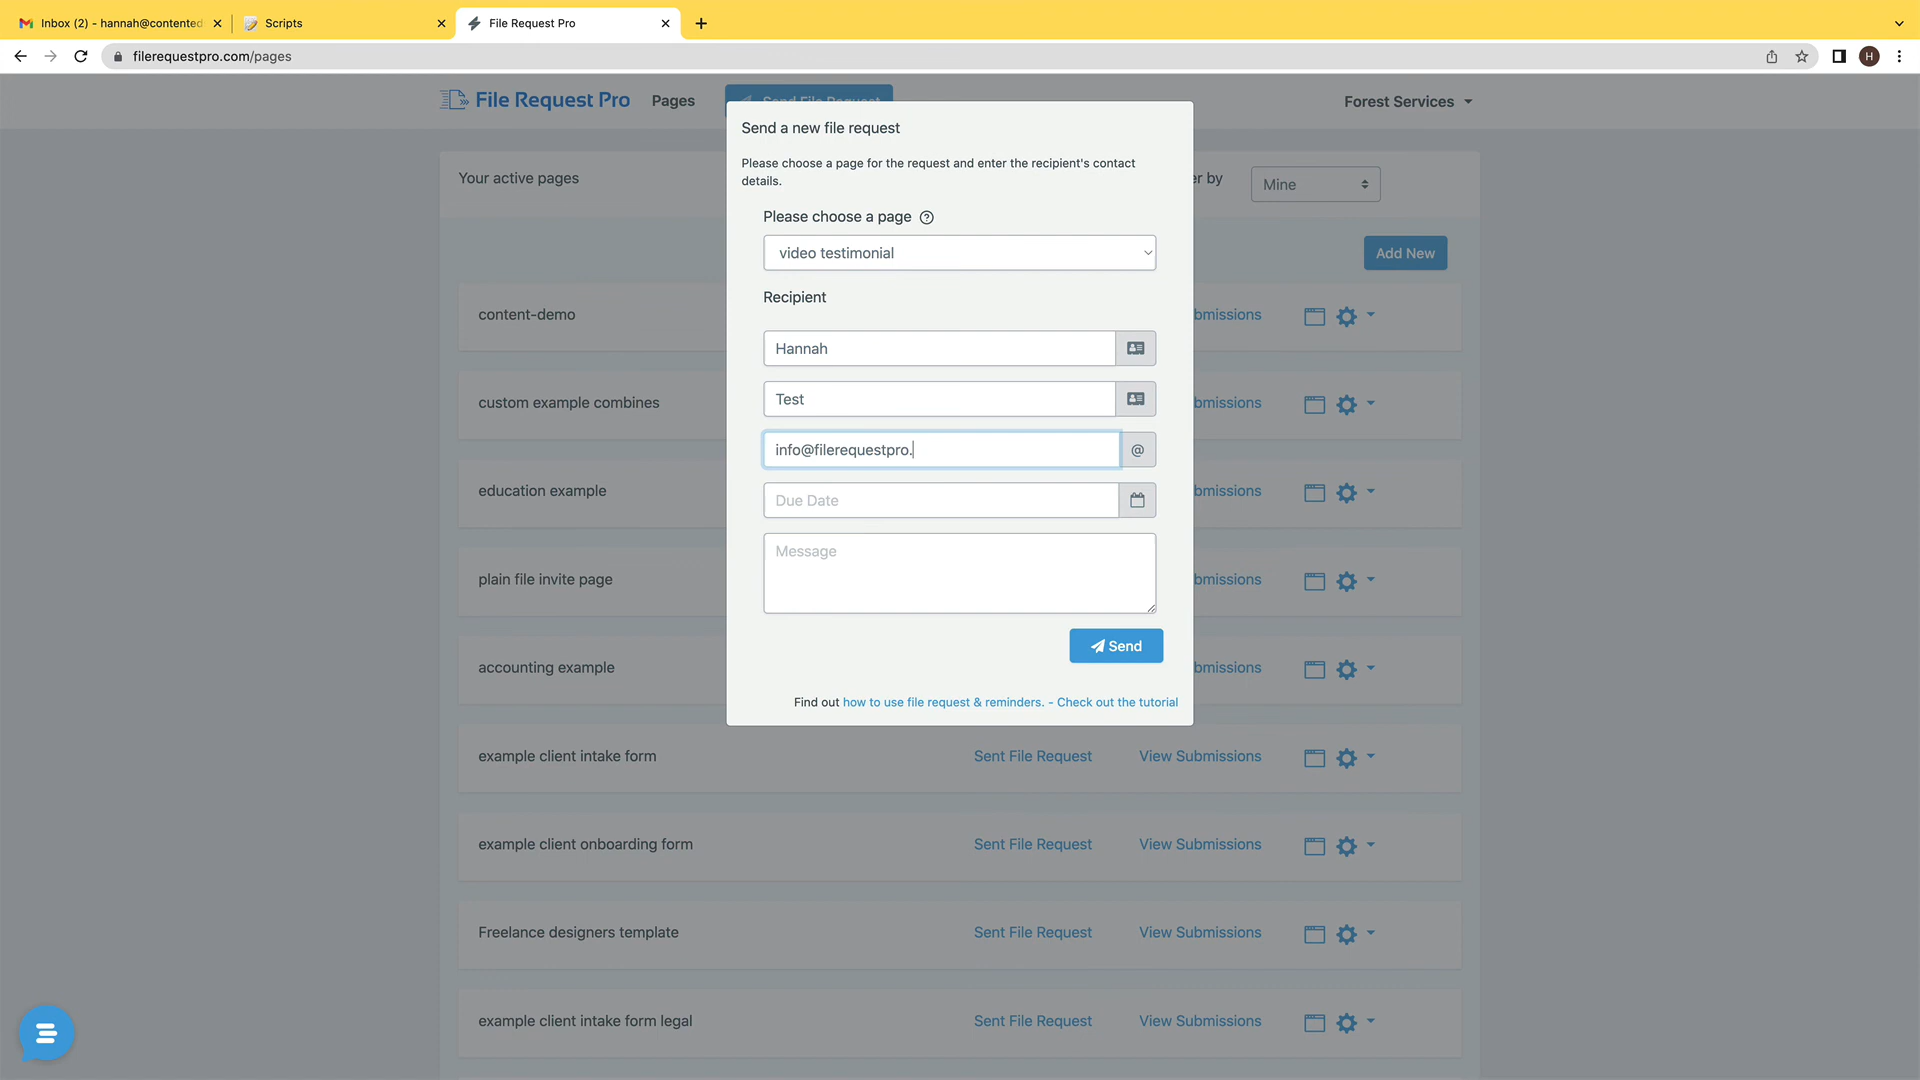 Inbox (2) - hannah@contented
Scripts
File Request Pro
filerequestpro.com/pages
H
File Request Pro
Pages
Send File Request
Forest Services
Send a new file request
Please choose a page for the request and enter the recipient's contact
details.
Your active pages
er by
Mine
Please choose a page ?
video testimonial
Add New
Recipient
content-demo
bmissions
Hannah
Test
custom example combines
bmissions
info@filerequestpro.
@
education example
bmissions
Due Date
Message
plain file invite page
bmissions
Send
accounting example
bmissions
Find out how to use file request & reminders. - Check out the tutorial
example client intake form
Sent File Request
View Submissions
example client onboarding form
Sent File Request
View Submissions
Freelance designers template
Sent File Request
View Submissions
example client intake form legal
Sent File Request
View Submissions